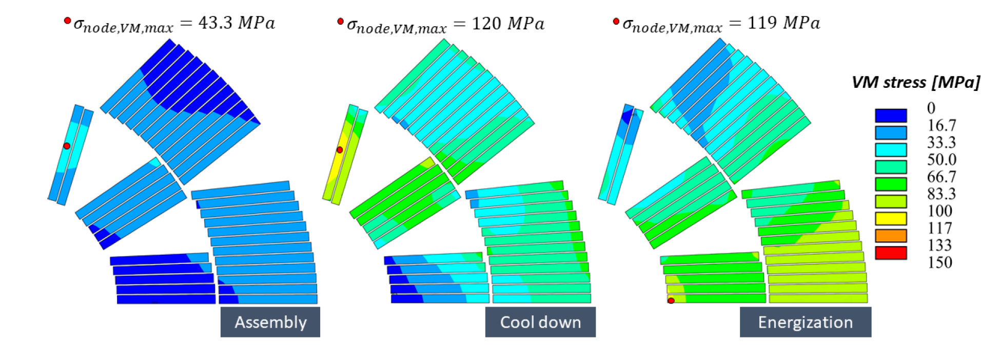 σnode,VM,max = 43.3 MPa
σnode,VM,max = 120 MPa
σnode,VM,max = 119 MPa
VM stress [MPa]
0
16.7
33.3
50.0
66.7
83.3
100
117
133
150
Assembly
Cool down
Energization